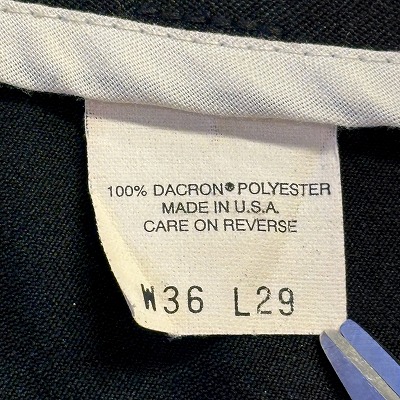 100% DACRON® POLYESTER
MADE IN U.S.A.
CARE ON REVERSE
W36 L29